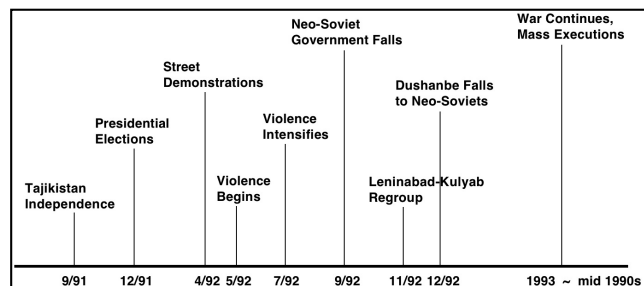 Neo-Soviet
Government Falls
War Continues,
Mass Executions
Street
Demonstrations
Dushanbe Falls
to Neo-Soviets
Presidential
Elections
Violence
Intensifies
Tajikistan
Independence
Violence
Begins
Leninabad-Kulyab
Regroup
9/91 12/91 4/92 5/92 7/92 9/92 11/92 12/92 1993 ~ mid 1990s